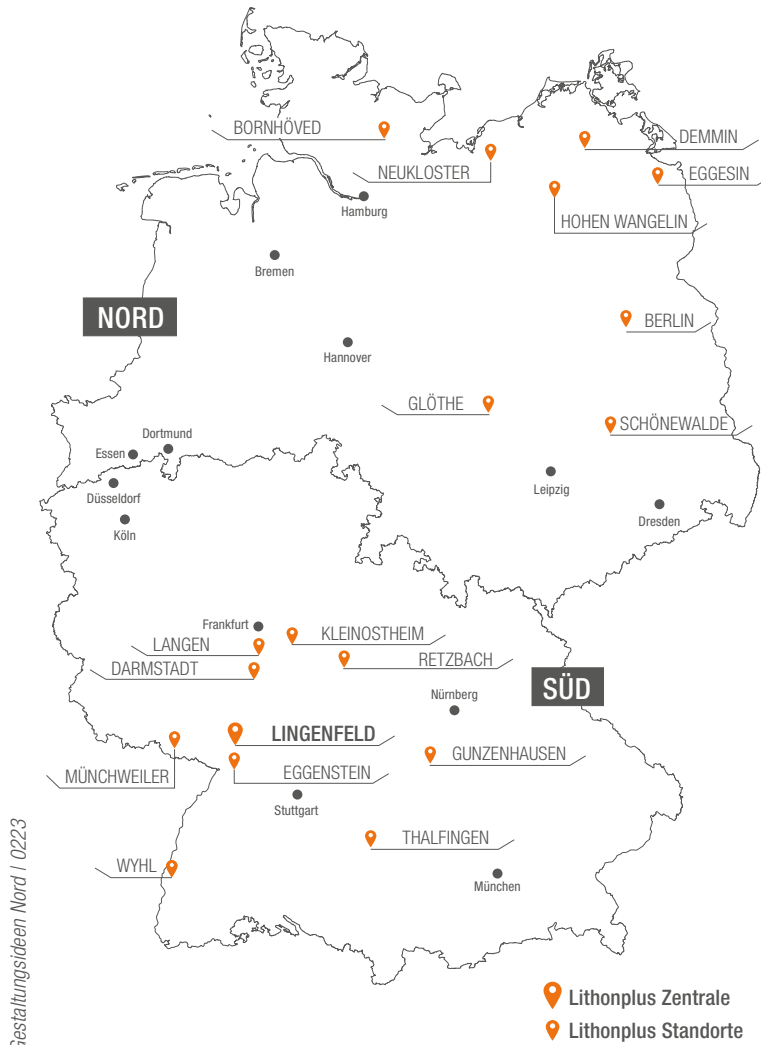 BORNHÖVED
DEMMIN
NEUKLOSTER
EGGESIN
Hamburg
HOHEN WANGELIN
Bremen
NORD
BERLIN
Hannover
GLÖTHE
SCHÖNEWALDE
Dortmund
Essen
Leipzig
Düsseldorf
Dresden
Köln
Frankfurt
KLEINOSTHEIM
LANGEN
RETZBACH
DARMSTADT
SÜD
Nürnberg
LINGENFELD
GUNZENHAUSEN
MÜNCHWEILER
EGGENSTEIN
Stuttgart
THALFINGEN
WYHL
München
Gestaltungsideen Nord | 0223
Lithonplus Zentrale
Lithonplus Standorte